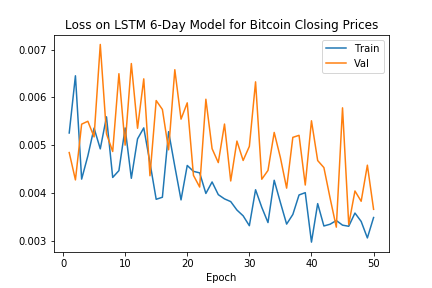 Loss on LSTM 6-Day Model for Bitcoin Closing Prices
Train
Val
0.007
0.006
0.005
0.004
0.003
0 10 20 30 40 50
Epoch